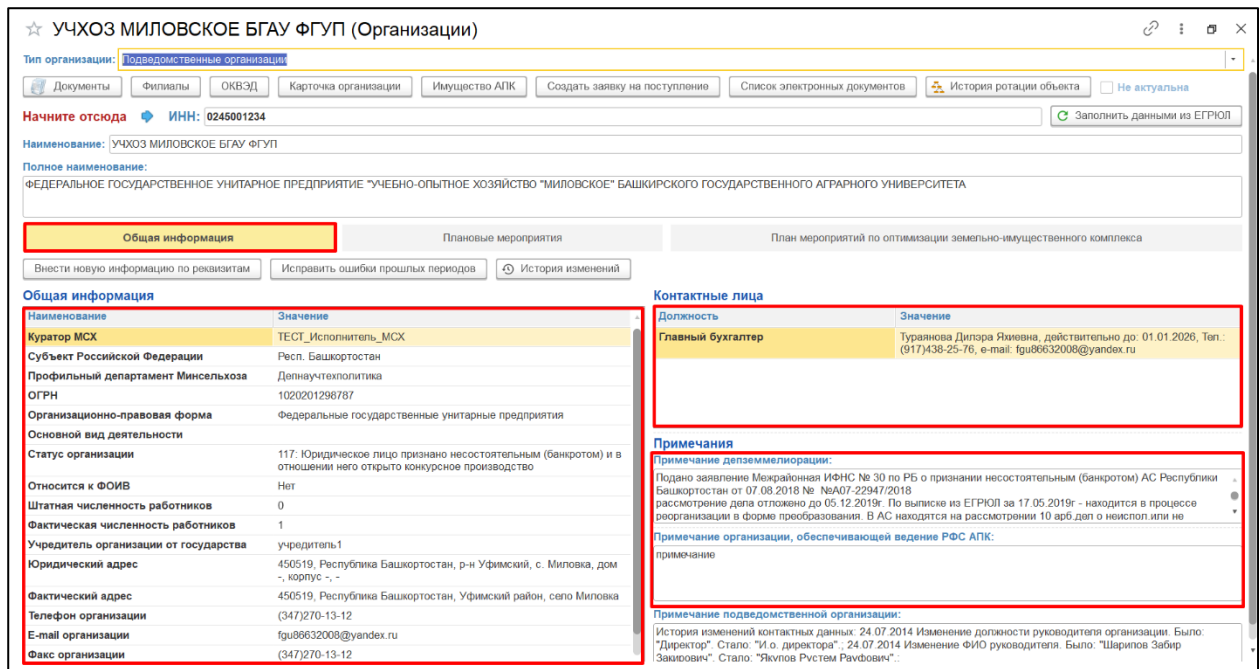 УЧХОЗ МИЛОВСКОЕ БГАУ ФГУП (Организации)
Тип организации: Подведомственные организации
Документы Филиалы ОКВЭД Карточка организации Имущество АПК Создать заявку на поступление Список электронных документов История ротации объекта Не актуальна
Начните отсюда ИНН: 0245001234 Заполнить данными из ЕГРЮЛ
Наименование: УЧХОЗ МИЛОВСКОЕ БГАУ ФГУП
Полное наименование:
ФЕДЕРАЛЬНОЕ ГОСУДАРСТВЕННОЕ УНИТАРНОЕ ПРЕДПРИЯТИЕ "УЧЕБНО-ОПЫТНОЕ ХОЗЯЙСТВО "МИЛОВСКОЕ" БАШКИРСКОГО ГОСУДАРСТВЕННОГО АГРАРНОГО УНИВЕРСИТЕТА
Общая информация Плановые мероприятия План мероприятий по оптимизации земельно-имущественного комплекса
Внести новую информацию по реквизитам Исправить ошибки прошлых периодов История изменений
Общая информация
Наименование Значение
Куратор МСХ ТЕСТ_Исполнитель_МСХ
Субъект Российской Федерации Респ. Башкортостан
Профильный департамент Минсельхоза Депнаучтехполитика
ОГРН 1020201298787
Организационно-правовая форма Федеральные государственные унитарные предприятия
Основной вид деятельности
Статус организации 117: Юридическое лицо признано несостоятельным (банкротом) и в
отношении него открыто конкурсное производство
Относится к ФОИВ Нет
Штатная численность работников 0
Фактическая численность работников 1
Учредитель организации от государства учредитель1
Юридический адрес 450519, Республика Башкортостан, р-н Уфимский, с. Миловка, дом
-, корпус -, -
Фактический адрес 450519, Республика Башкортостан, Уфимский район, село Миловка
Телефон организации (347)270-13-12
E-mail организации fgu86632008@yandex.ru
Факс организации (347)270-13-12
Контактные лица
Должность Значение
Главный бухгалтер Тураянова Дилэра Яхиевна, действительно до: 01.01.2026, Тел.:
(917)438-25-76, e-mail: fgu86632008@yandex.ru
Примечания
Примечание депземмелиорации:
Подано заявление Межрайонная ИФНС № 30 по РБ о признании несостоятельным (банкротом) АС Республики
Башкортостан от 07.08.2018 № №А07-22947/2018
рассмотрение дела отложено до 05.12.2019г. По выписке из ЕГРЮЛ за 17.05.2019г - находится в процессе
реорганизации в форме преобразования. В АС находятся на рассмотрении 10 арб.дел о неиспол.или не
Примечание организации, обеспечивающей ведение РФС АПК:
примечание
Примечание подведомственной организации:
История изменений контактных данных: 24.07.2014 Изменение должности руководителя организации. Было:
"Директор". Стало: "И.о. директора".; 24.07.2014 Изменение ФИО руководителя. Было: "Шарипов Забир
Закирович". Стало: "Якупов Рустем Рауфович".;